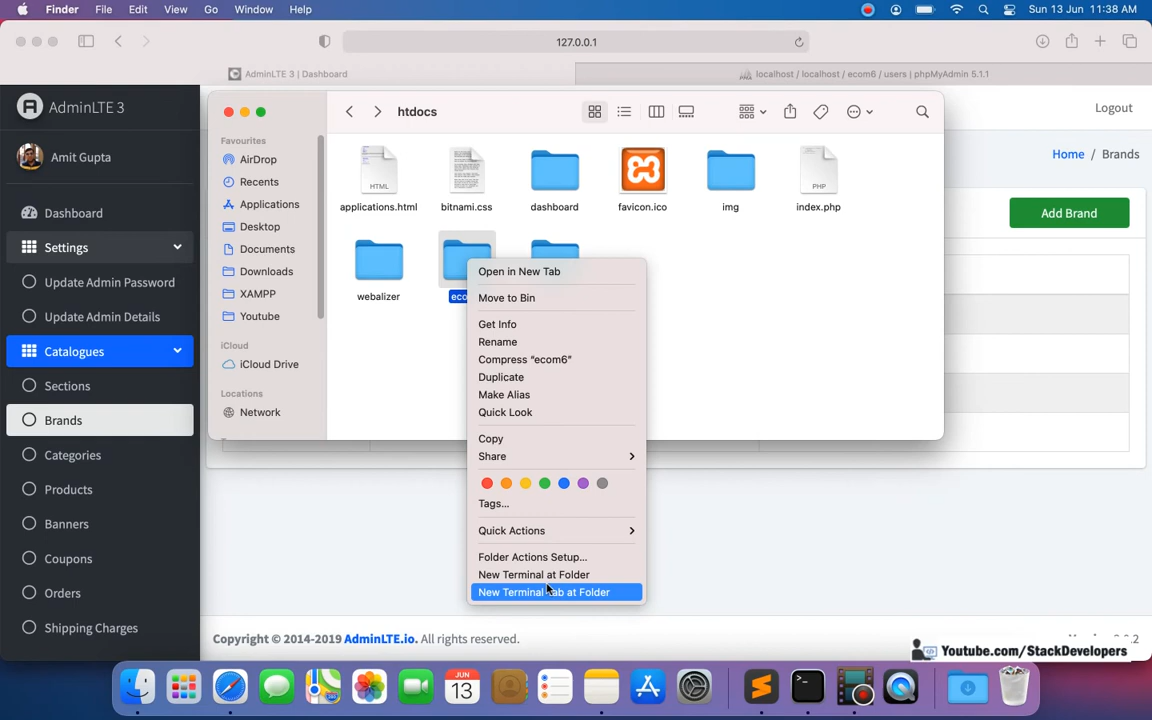 Finder File Edit View Go Window Help Sun 13 Jun 11:38 AM
127.0.0.1
AdminLTE 3 | Dashboard
localhost / localhost / ecom6 / users | phpMyAdmin 5.1.1
AdminLTE 3
Logout
Amit Gupta
Home / Brands
Add Brand
Dashboard
Settings
Update Admin Password
Update Admin Details
Catalogues
Sections
Brands
Categories
Products
Banners
Coupons
Orders
Shipping Charges
htdocs
Favourites
AirDrop
Recents
Applications
Desktop
Documents
Downloads
XAMPP
Youtube
iCloud
iCloud Drive
Locations
Network
HTML
PHP
applications.html bitnami.css dashboard favicon.ico img index.php
webalizer
Open in New Tab
Move to Bin
Get Info
Rename
Compress “ecom6”
Duplicate
Make Alias
Quick Look
Copy
Share
Tags...
Quick Actions
Folder Actions Setup...
New Terminal at Folder
New Terminal Tab at Folder
Copyright © 2014-2019 AdminLTE.io. All rights reserved.
Youtube.com/StackDevelopers
JUN
13